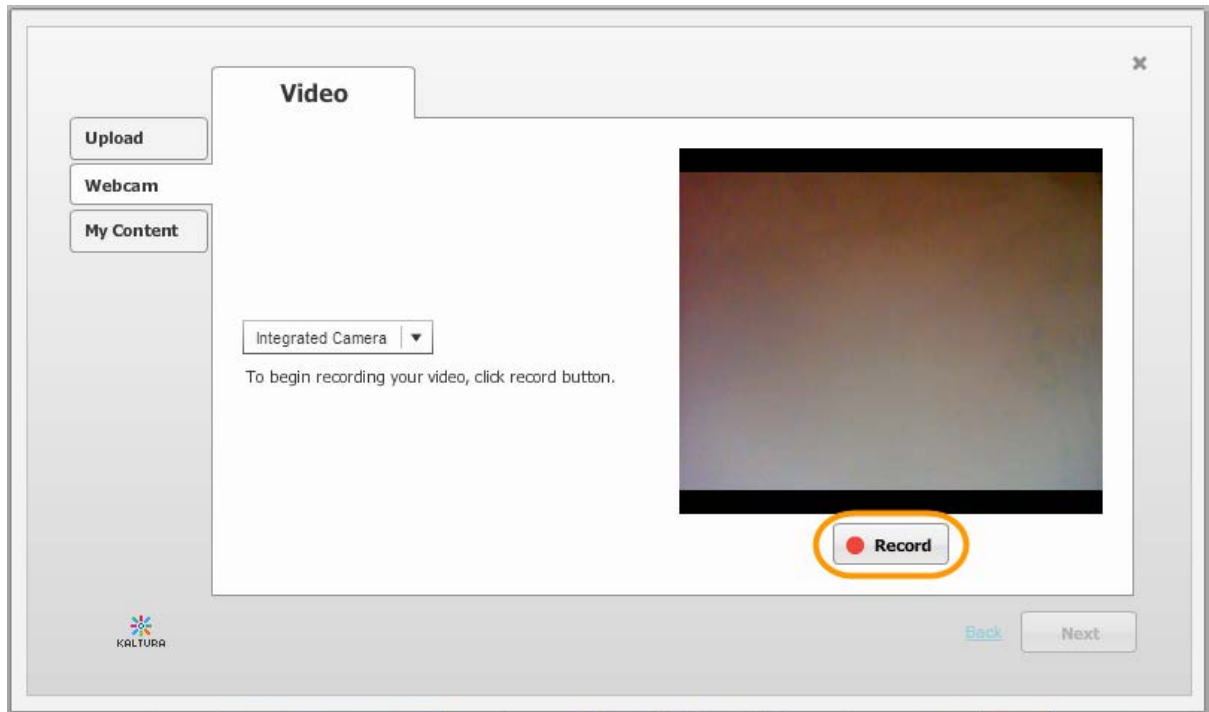 Video
Upload
Webcam
My Content
Integrated Camera
To begin recording your video, click record button.
Record
KALTURA
Back
Next